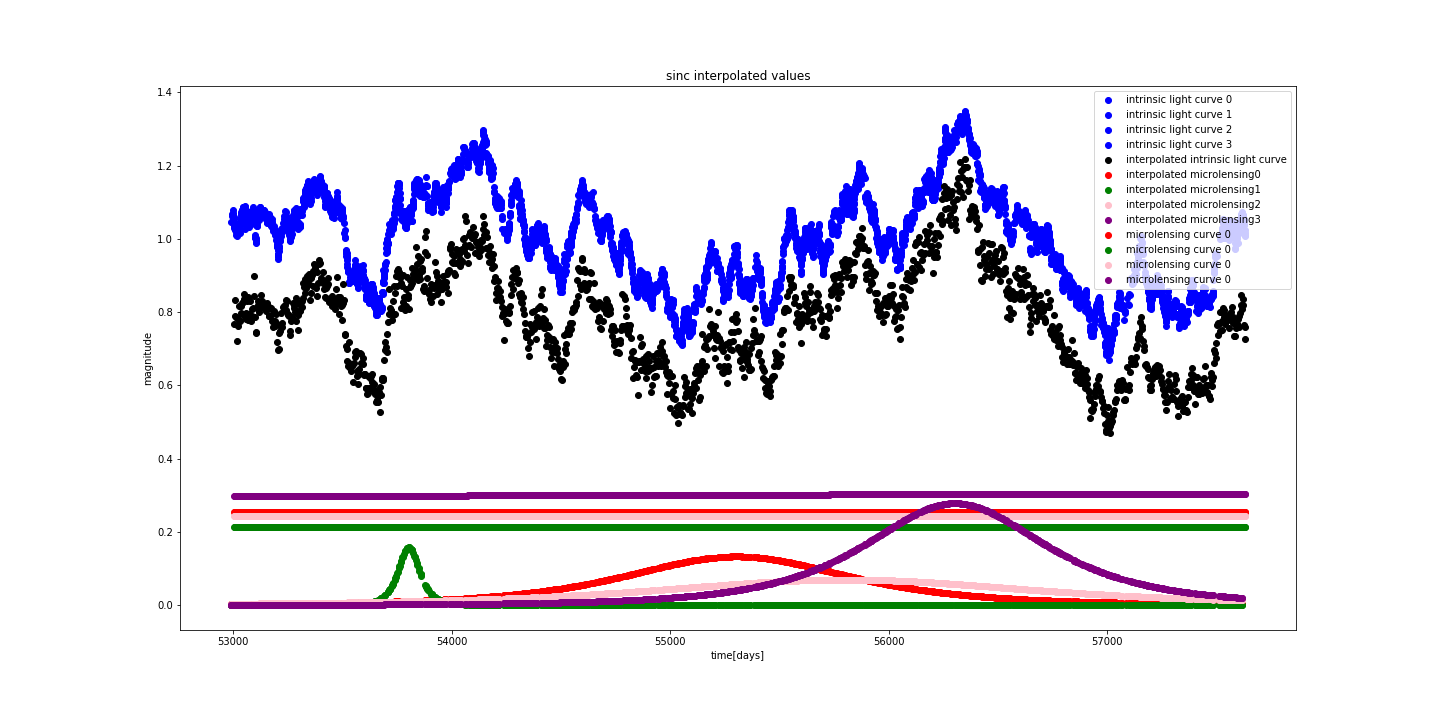 sinc interpolated values
1.4
1.2
1.0
0.8
0.6
0.4
0.2
0.0
magnitude
intrinsic light curve 0
intrinsic light curve 1
intrinsic light curve 2
intrinsic light curve 3
interpolated intrinsic light curve
interpolated microlensing0
interpolated microlensing1
interpolated microlensing2
interpolated microlensing3
microlensing curve 0
microlensing curve 0
microlensing curve 0
microlensing curve 0
53000
54000
55000
56000
57000
time[days]